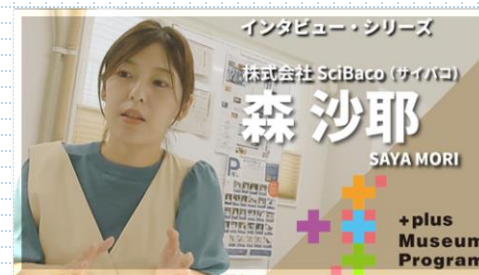 インタビュー・シリーズ
株式会社 SciBaco（サイバコ）
森 沙耶
SAYA MORI
+plus
Museum
Program